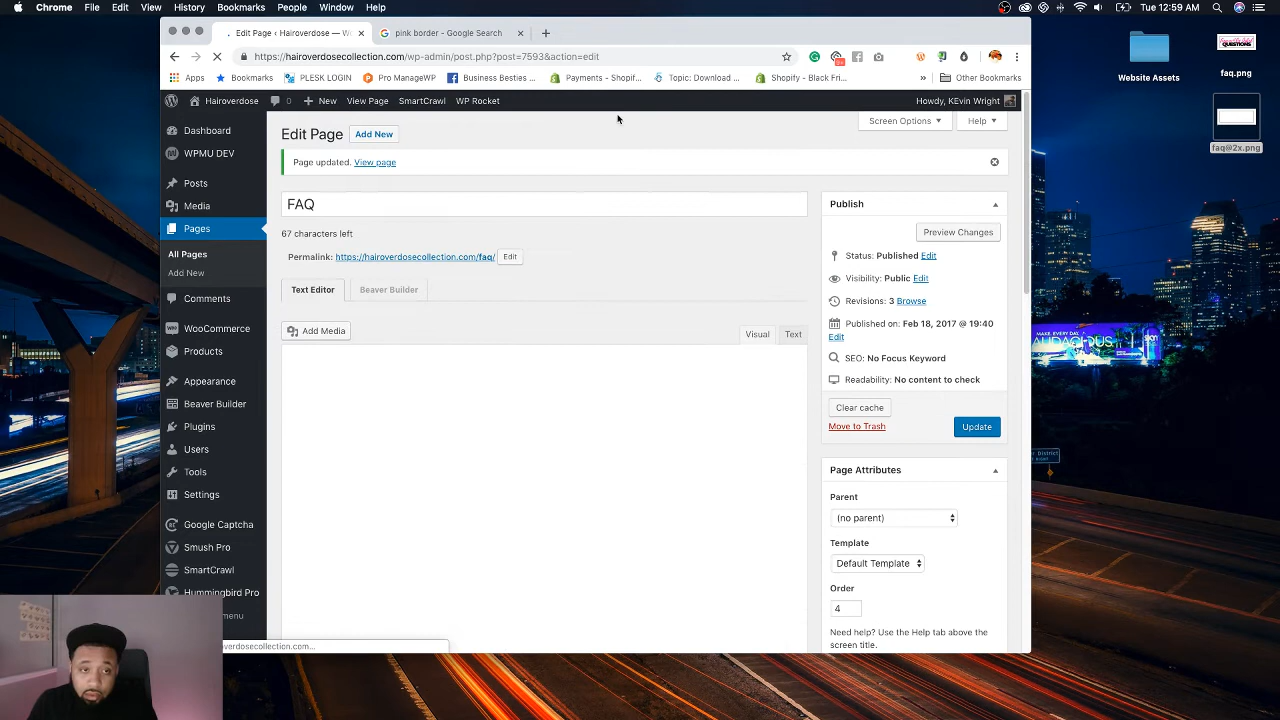 Chrome File Edit View History Bookmarks People Window Help
100% Tue 12:59 AM
Edit Page ‹ Hairoverdose — W
pink border - Google Search
https://hairoverdosecollection.com/wp-admin/post.php?post=7593&action=edit
Apps Bookmarks PLESK LOGIN Pro ManageWP Business Besties ... Payments - Shopif... Topic: Download ... Shopify - Black Fri... » Other Bookmarks
Hairoverdose 0 New View Page SmartCrawl WP Rocket Howdy, KEvin Wright
Dashboard
WPMU DEV
Posts
Media
Pages
All Pages
Add New
Comments
WooCommerce
Products
Appearance
Beaver Builder
Plugins
Users
Tools
Settings
Google Captcha
Smush Pro
SmartCrawl
Hummingbird Pro
menu
Edit Page Add New
Screen Options Help
Page updated. View page
FAQ
67 characters left
Permalink: https://hairoverdosecollection.com/faq/ Edit
Text Editor Beaver Builder
Add Media Visual Text
Publish
Preview Changes
Status: Published Edit
Visibility: Public Edit
Revisions: 3 Browse
Published on: Feb 18, 2017 @ 19:40
Edit
SEO: No Focus Keyword
Readability: No content to check
Clear cache
Move to Trash Update
Page Attributes
Parent
(no parent)
Template
Default Template
Order
4
Need help? Use the Help tab above the
screen title.
overdosecollection.com...
Website Assets
QUESTIONS
faq.png
faq@2x.png
MAKE EVERY DAY
AUDACIOUS